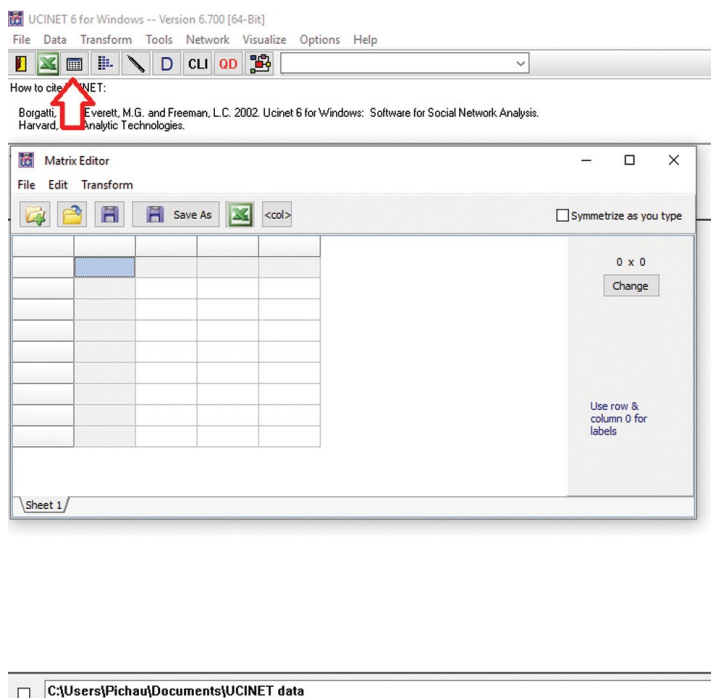 UCINET 6 for Windows -- Version 6.700 [64-Bit]
File Data Transform Tools Network Visualize Options Help
D CLI QD
How to cite UCINET:
Borgatti, Everett, M.G. and Freeman, L.C. 2002. Ucinet 6 for Windows: Software for Social Network Analysis.
Harvard, Analytic Technologies.
Matrix Editor
File Edit Transform
Save As <col> Symmetrize as you type
0 x 0
Change
Use row &
column 0 for
labels
Sheet 1
C:\Users\Pichau\Documents\UCINET data